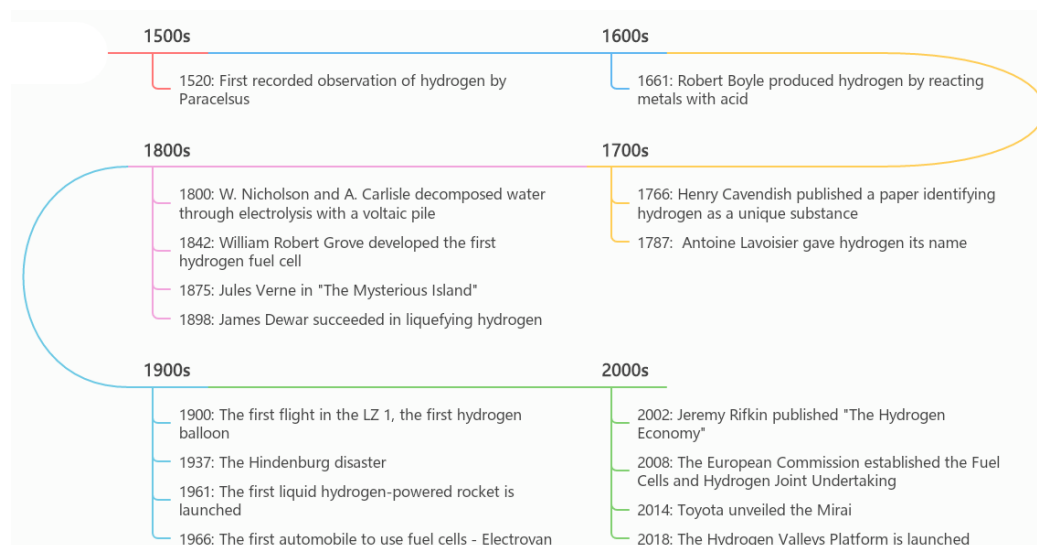 1500s
1520: First recorded observation of hydrogen by
Paracelsus
1600s
1661: Robert Boyle produced hydrogen by reacting
metals with acid
1700s
1766: Henry Cavendish published a paper identifying
hydrogen as a unique substance
1787:  Antoine Lavoisier gave hydrogen its name
1800s
1800: W. Nicholson and A. Carlisle decomposed water
through electrolysis with a voltaic pile
1842: William Robert Grove developed the first
hydrogen fuel cell
1875: Jules Verne in "The Mysterious Island"
1898: James Dewar succeeded in liquefying hydrogen
1900s
1900: The first flight in the LZ 1, the first hydrogen
balloon
1937: The Hindenburg disaster
1961: The first liquid hydrogen-powered rocket is
launched
1966: The first automobile to use fuel cells - Electrovan
2000s
2002: Jeremy Rifkin published "The Hydrogen
Economy"
2008: The European Commission established the Fuel
Cells and Hydrogen Joint Undertaking
2014: Toyota unveiled the Mirai
2018: The Hydrogen Valleys Platform is launched